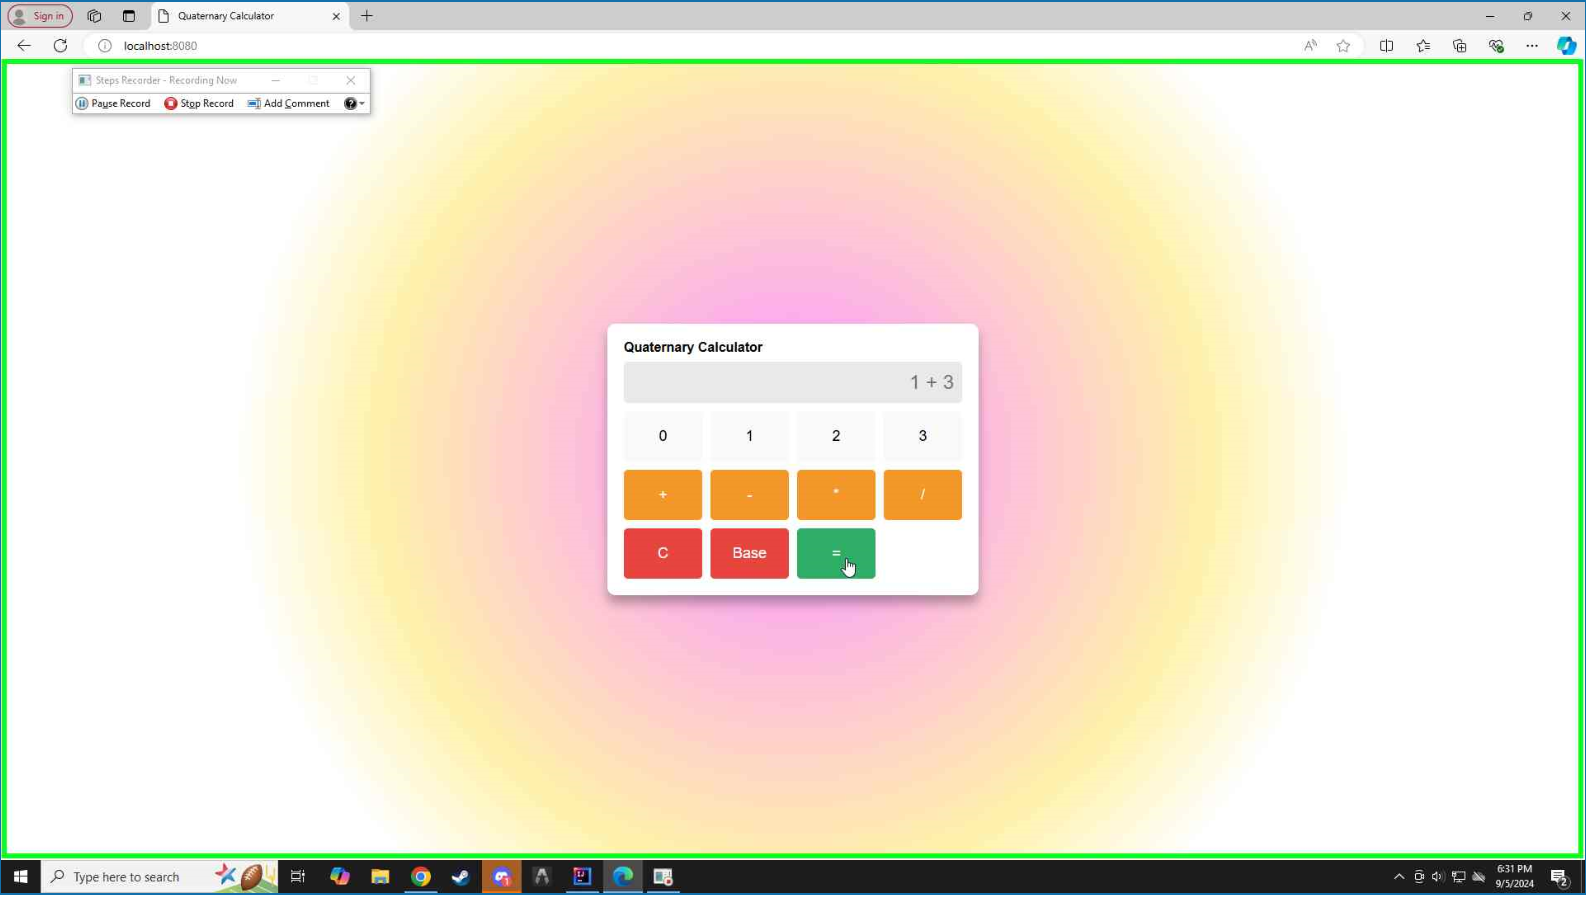 Sign in
Quaternary Calculator
localhost:8080
Steps Recorder - Recording Now
Pause Record Stop Record Add Comment ?
Quaternary Calculator
1 + 3
0 1 2 3
+ - * /
C Base =
Type here to search
6:31 PM
9/5/2024
1
2